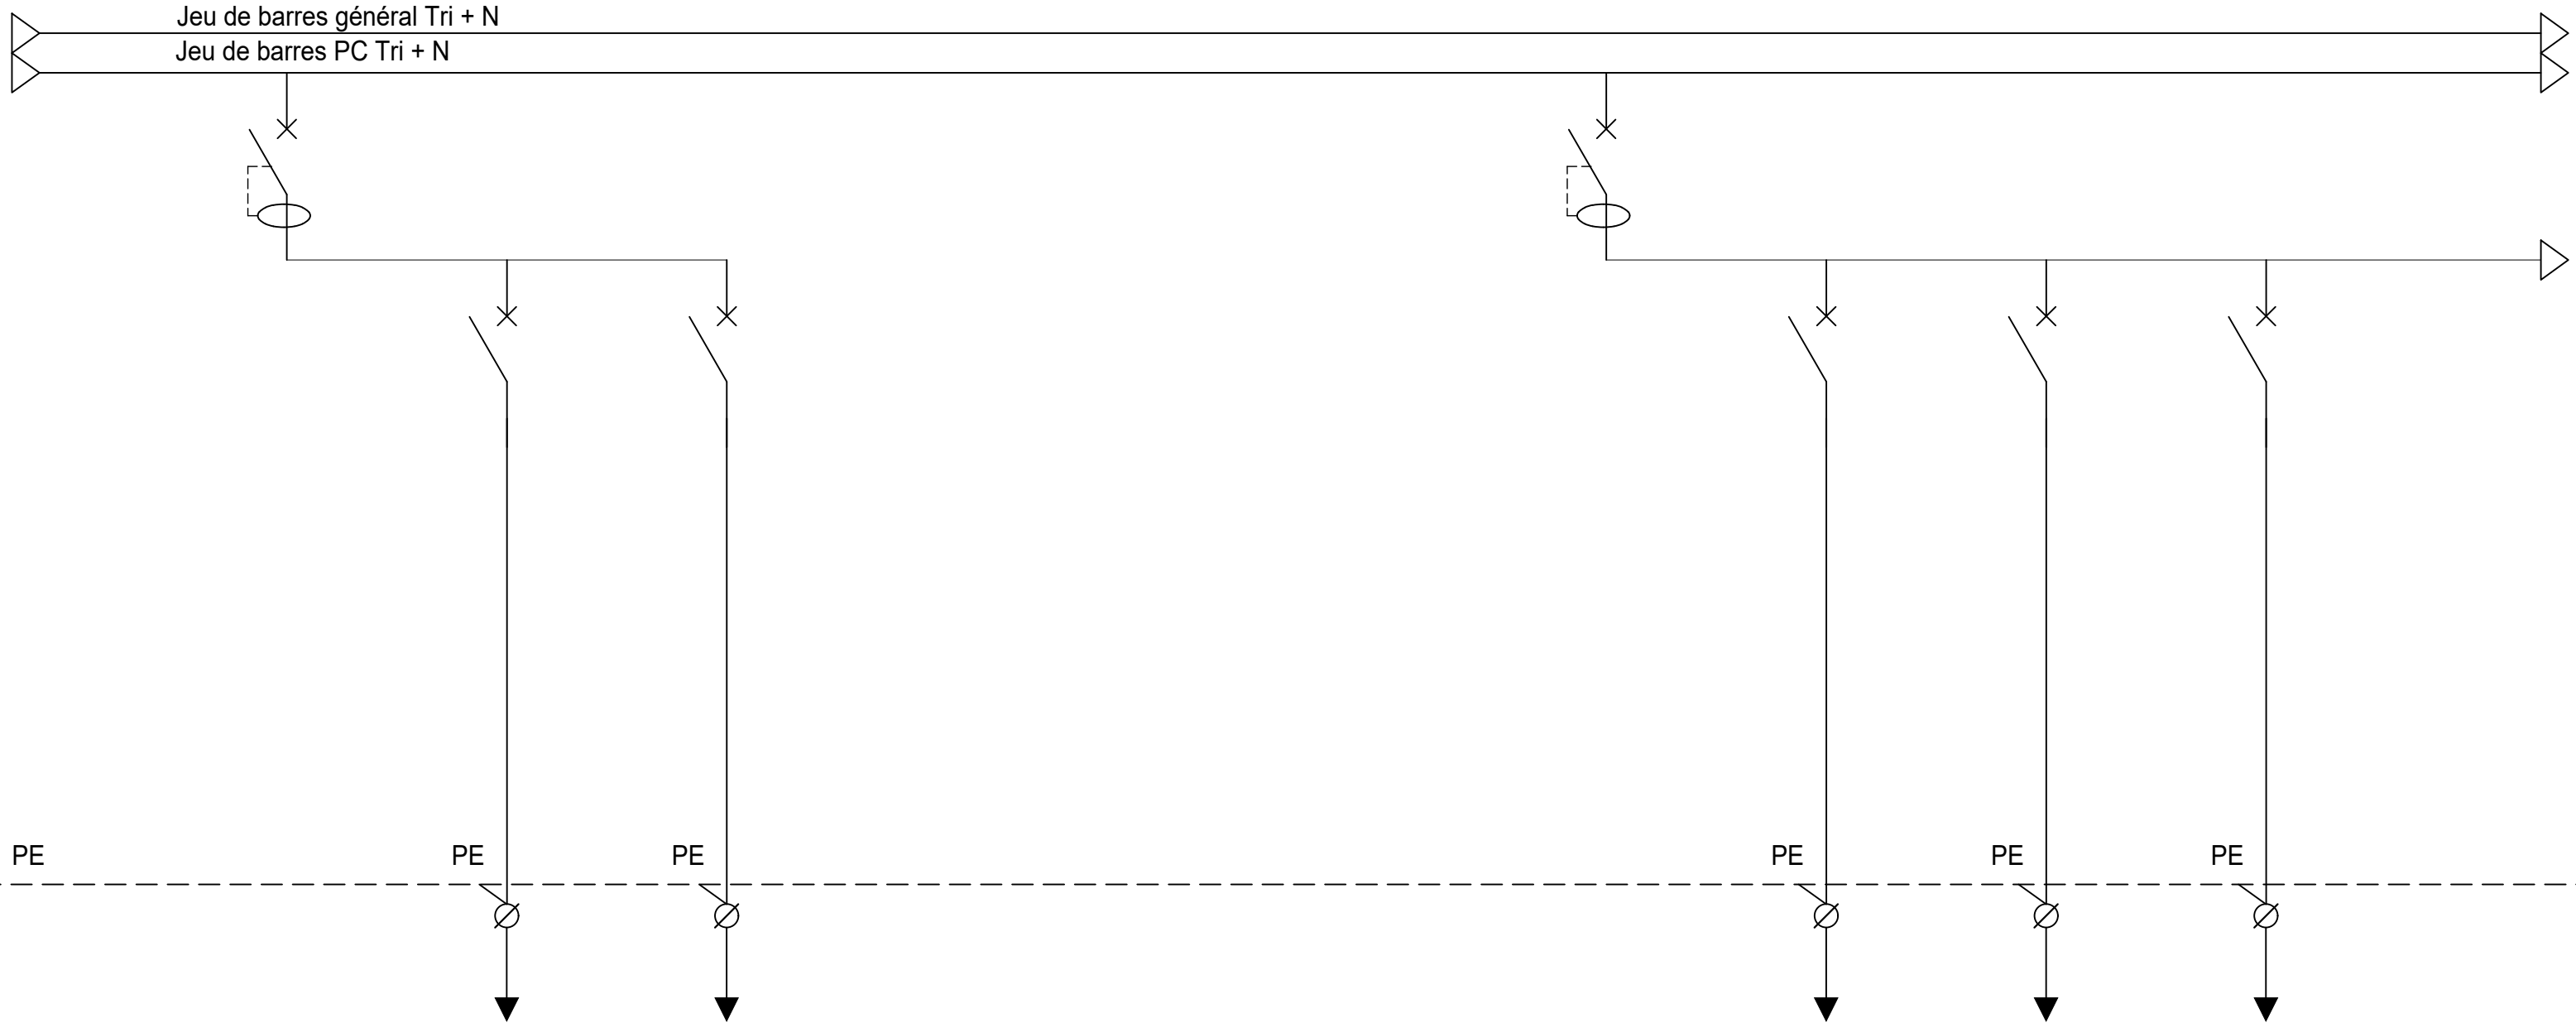 Jeu de barres général Tri + N
Jeu de barres PC Tri + N
PE PE PE PE PE PE